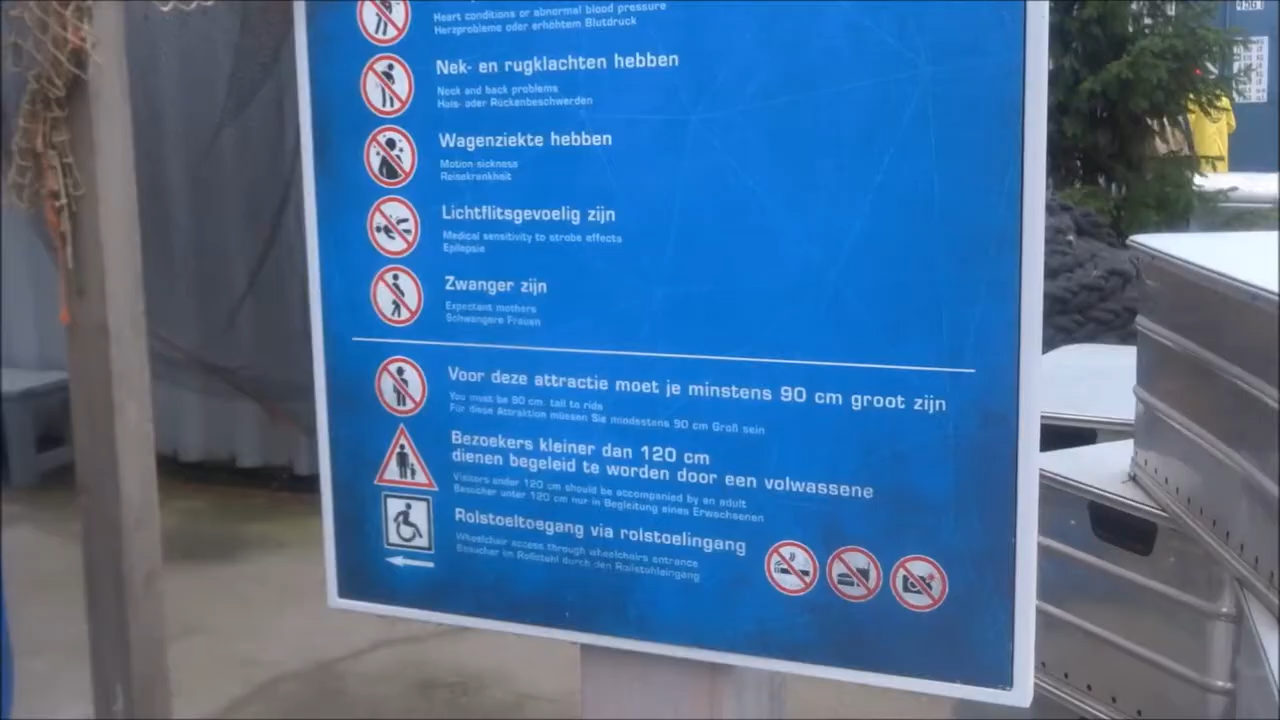 Heart conditions or abnormal blood pressure
Herzprobleme oder erhöhtem Blutdruck
Nek- en rugklachten hebben
Neck and back problems
Hals- oder Rückenbeschwerden
Wagenziekte hebben
Motion sickness
Reisekrankheit
Lichtflitsgevoelig zijn
Medical sensitivity to strobe effects
Epilepsie
Zwanger zijn
Expectant mothers
Schwangere Frauen
Voor deze attractie moet je minstens 90 cm groot zijn
You must be 90 cm. tall to ride
Für diese Attraktion müssen Sie mindestens 90 cm Groß sein
Bezoekers kleiner dan 120 cm
dienen begeleid te worden door een volwassene
Visitors under 120 cm should be accompanied by an adult
Besucher unter 120 cm nur in Begleitung eines Erwachsenen
Rolstoeltoegang via rolstoelingang
Wheelchair access through wheelchairs entrance
Besucher im Rollstuhl durch den Rollstuhleingang